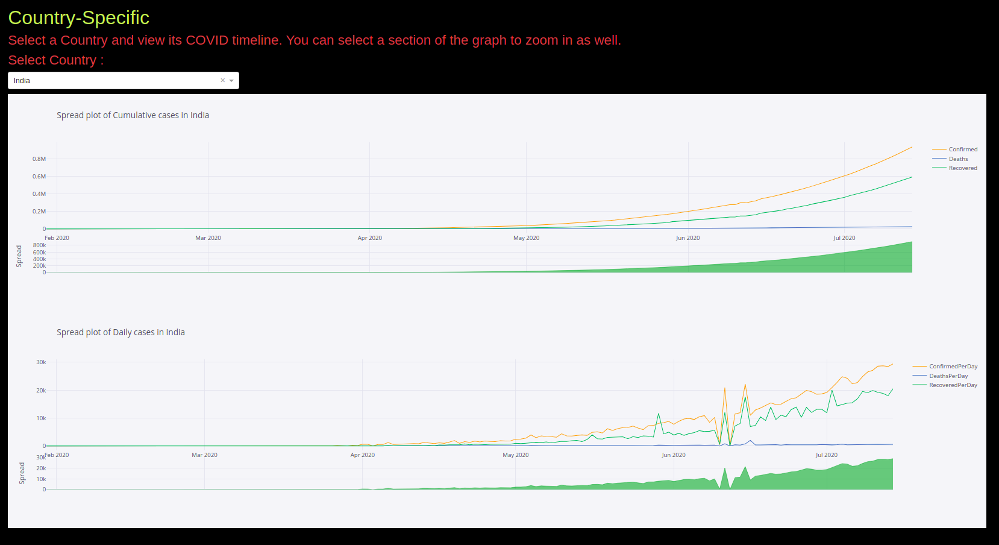 Country-Specific
Select a Country and view its COVID timeline. You can select a section of the graph to zoom in as well.
Select Country :
India × 
Spread plot of Cumulative cases in India
0.8M
0.6M
0.4M
0.2M
0
Feb 2020 Mar 2020 Apr 2020 May 2020 Jun 2020 Jul 2020
Confirmed
Deaths
Recovered
Spread
800k
600k
400k
200k
0
Spread plot of Daily cases in India
30k
20k
10k
0
Feb 2020 Mar 2020 Apr 2020 May 2020 Jun 2020 Jul 2020
ConfirmedPerDay
DeathsPerDay
RecoveredPerDay
Spread
30k
20k
10k
0